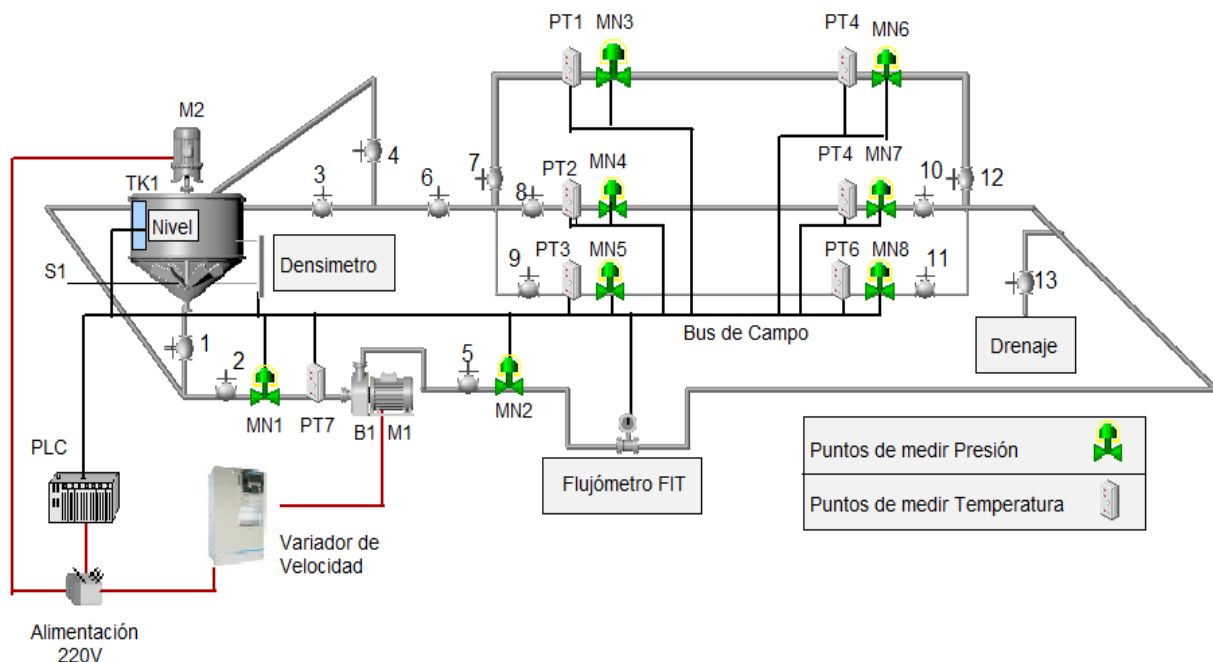 PT1
MN3
PT4
MN6
M2
4
7
PT2
MN4
PT4
MN7
10
12
TK1
3
6
8
Nivel
S1
Densimetro
9
PT3
MN5
PT6
MN8
11
13
Bus de Campo
Drenaje
1
2
5
MN1
PT7
B1
M1
MN2
PLC
Flujómetro FIT
Puntos de medir Presión
Puntos de medir Temperatura
Variador de
Velocidad
Alimentación
220V